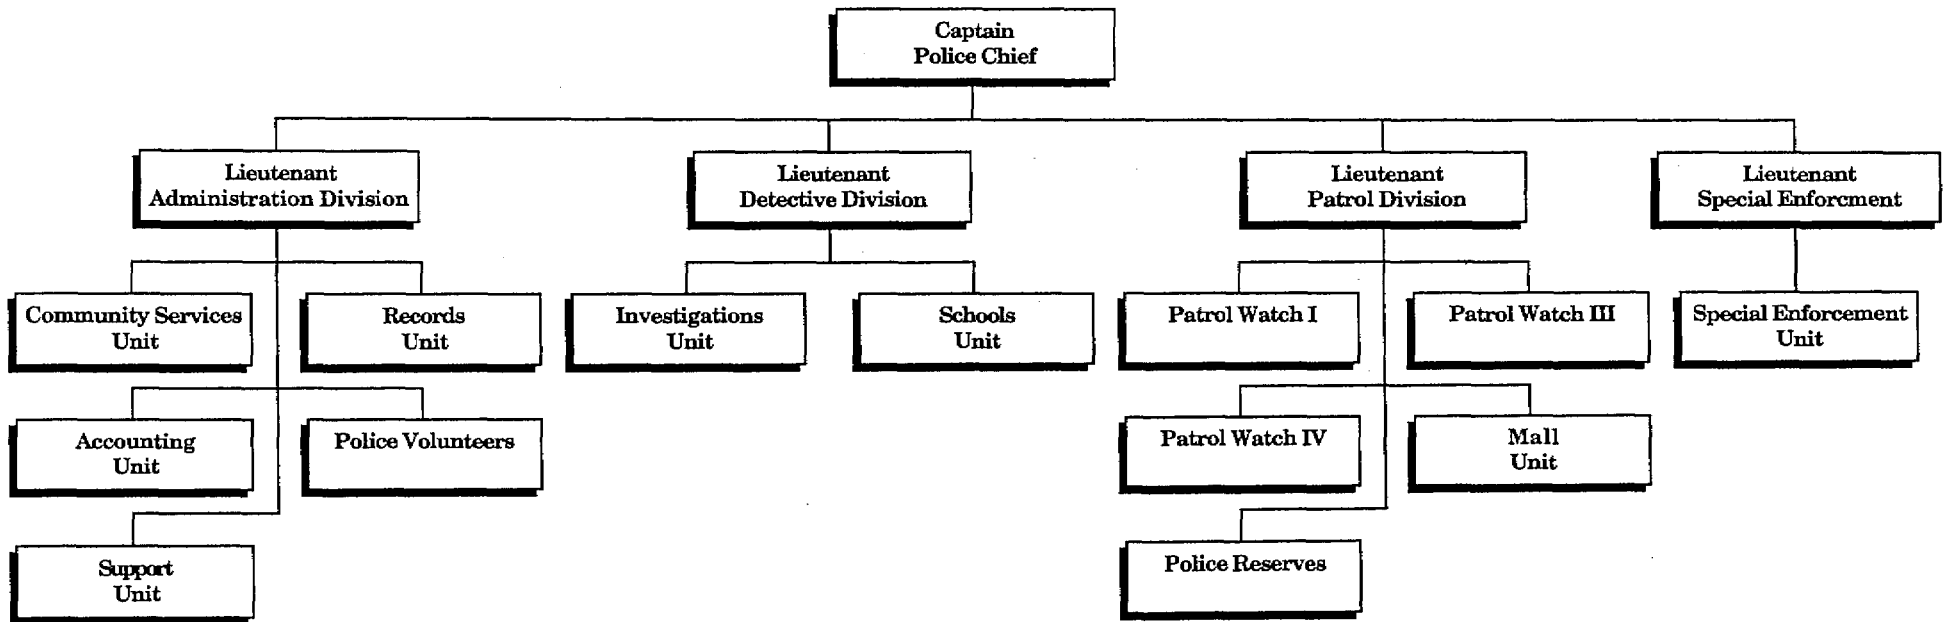 Captain
Police Chief
Lieutenant
Administration Division
Lieutenant
Detective Division
Lieutenant
Patrol Division
Lieutenant
Special Enforcment
Community Services
Unit
Records
Unit
Investigations
Unit
Schools
Unit
Patrol Watch I
Patrol Watch III
Special Enforcement
Unit
Accounting
Unit
Police Volunteers
Patrol Watch IV
Mall
Unit
Support
Unit
Police Reserves